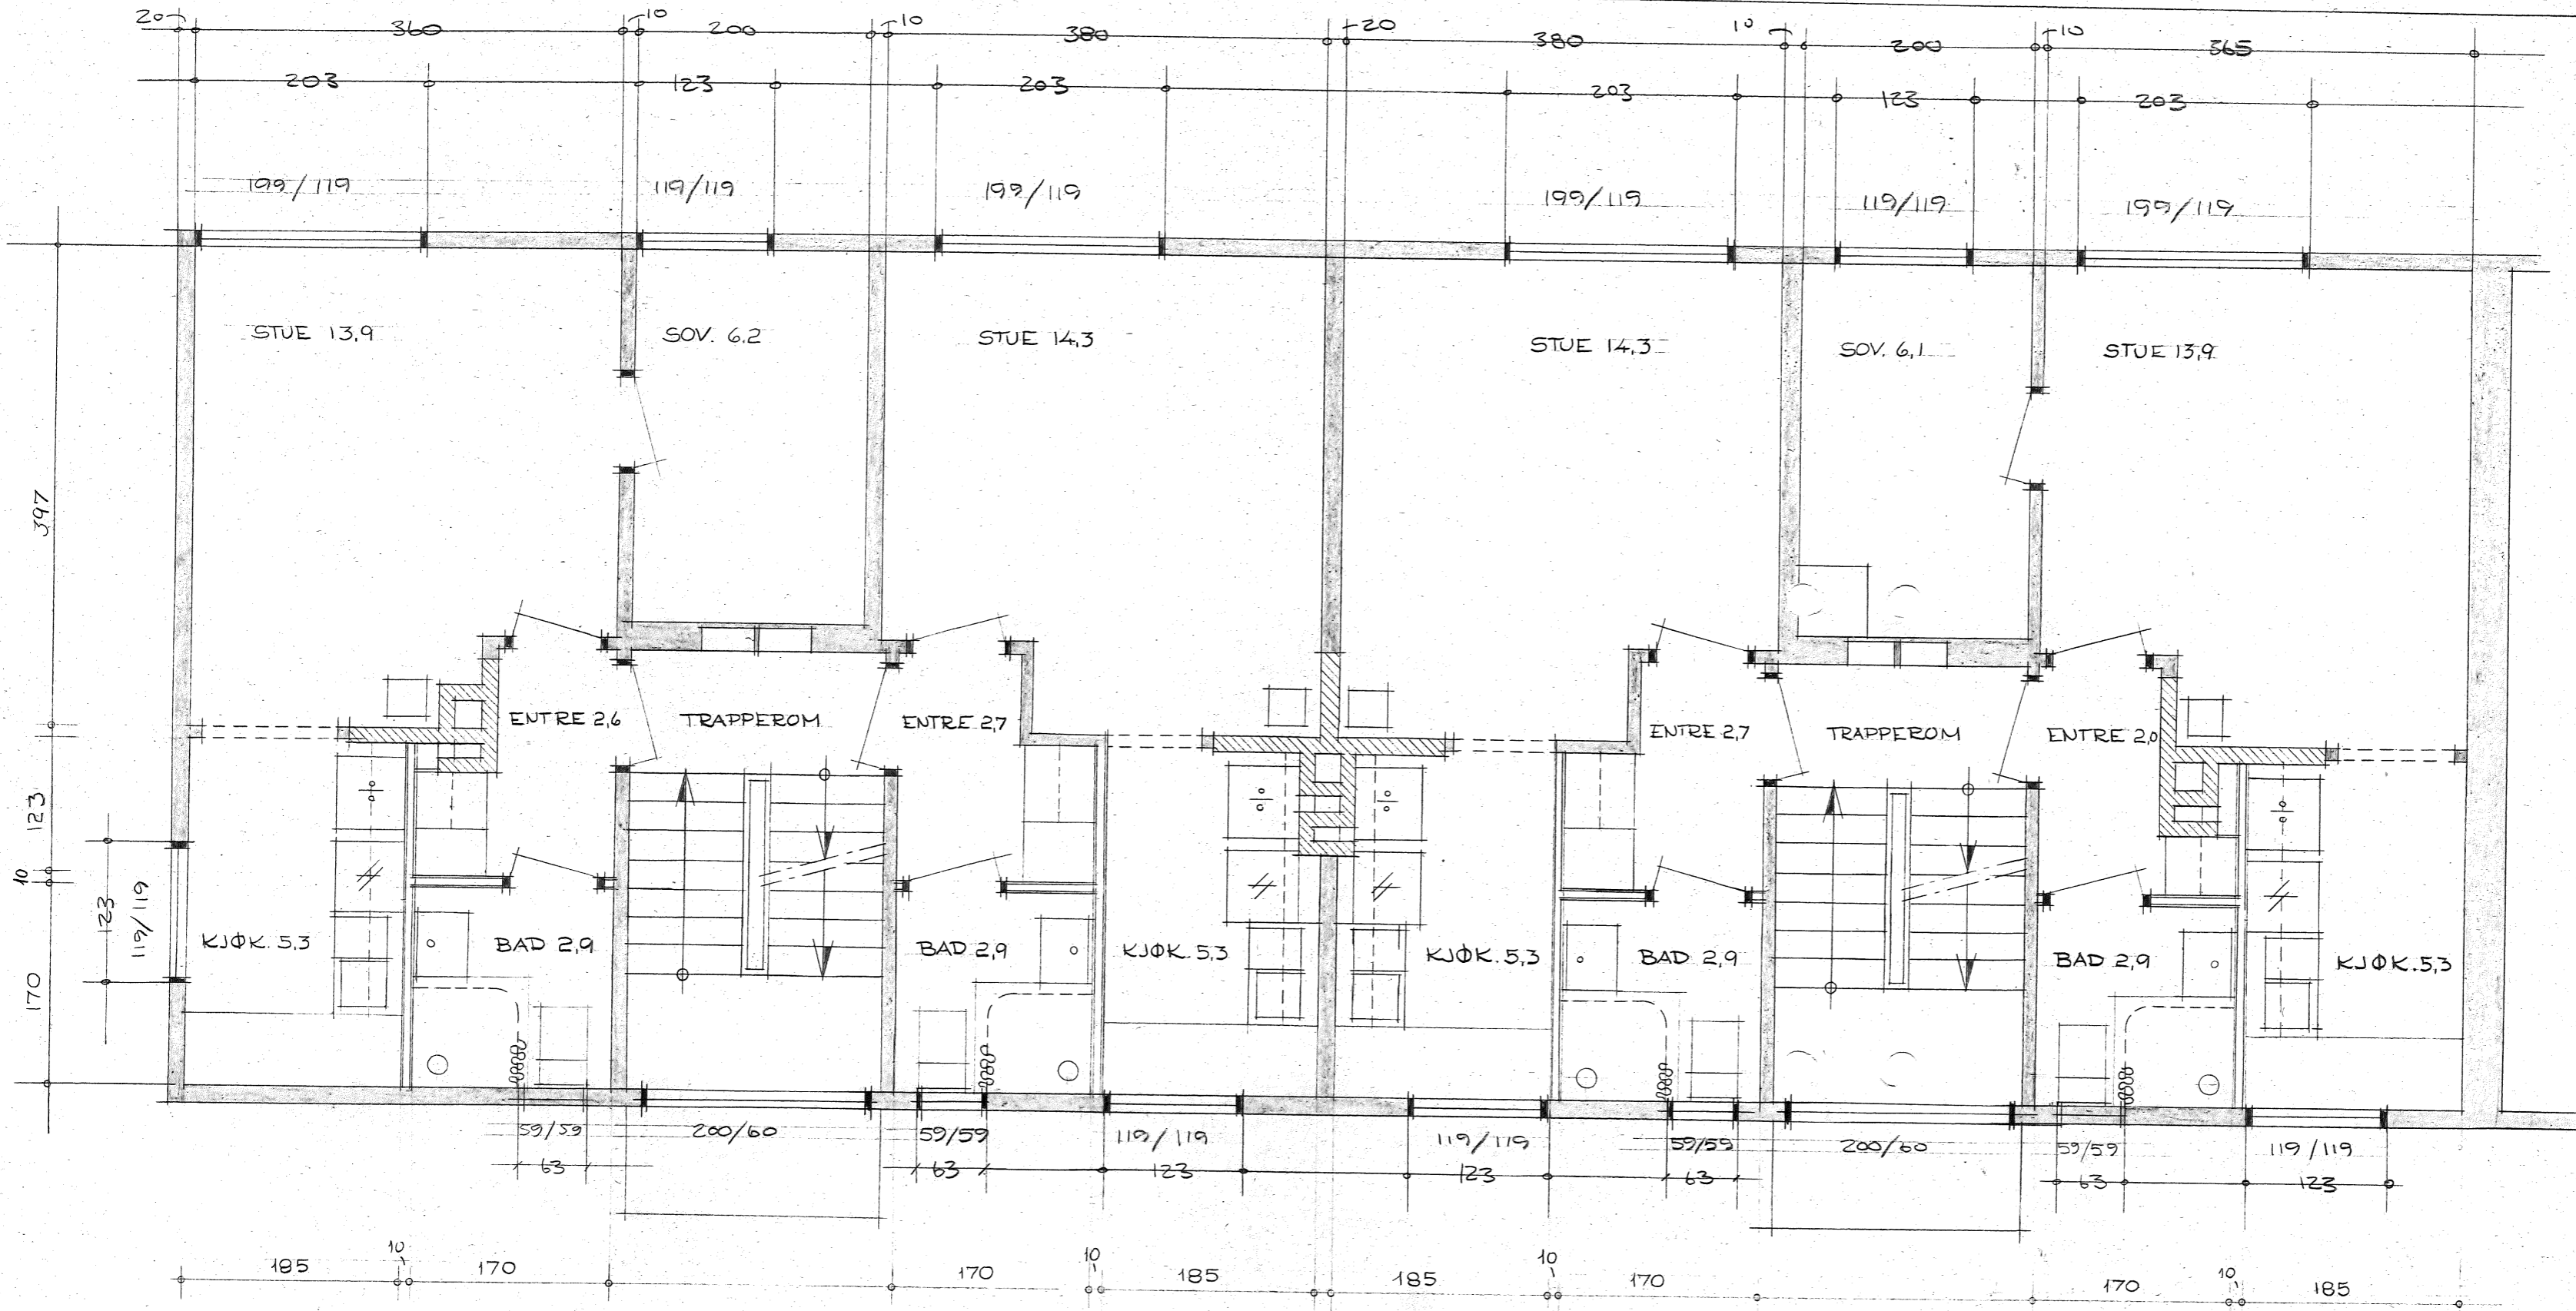 20 360 10 200 10 380 20 380 10 200 10 365
203 123 203 203 123 203
199/119 119/119 199/119 199/119 119/119 199/119
STUE 13,9 SOV. 6.2 STUE 14,3 STUE 14,3 SOV. 6,1 STUE 13,9
397
ENTRE 2,6 TRAPPEROM ENTRE 2,7 ENTRE 2,7 TRAPPEROM ENTRE 2,0
123
10
123
119/119
170
KJØK. 5,3 BAD 2,9 BAD 2,9 KJØK. 5,3 KJØK. 5,3 BAD 2,9 BAD 2,9 KJØK. 5,3
59/59 200/60 59/59 119/119 119/119 59/59 200/60 59/59 119/119
63 63 123 123 63 63 123
185 10 170 170 10 185 185 10 170 170 10 185